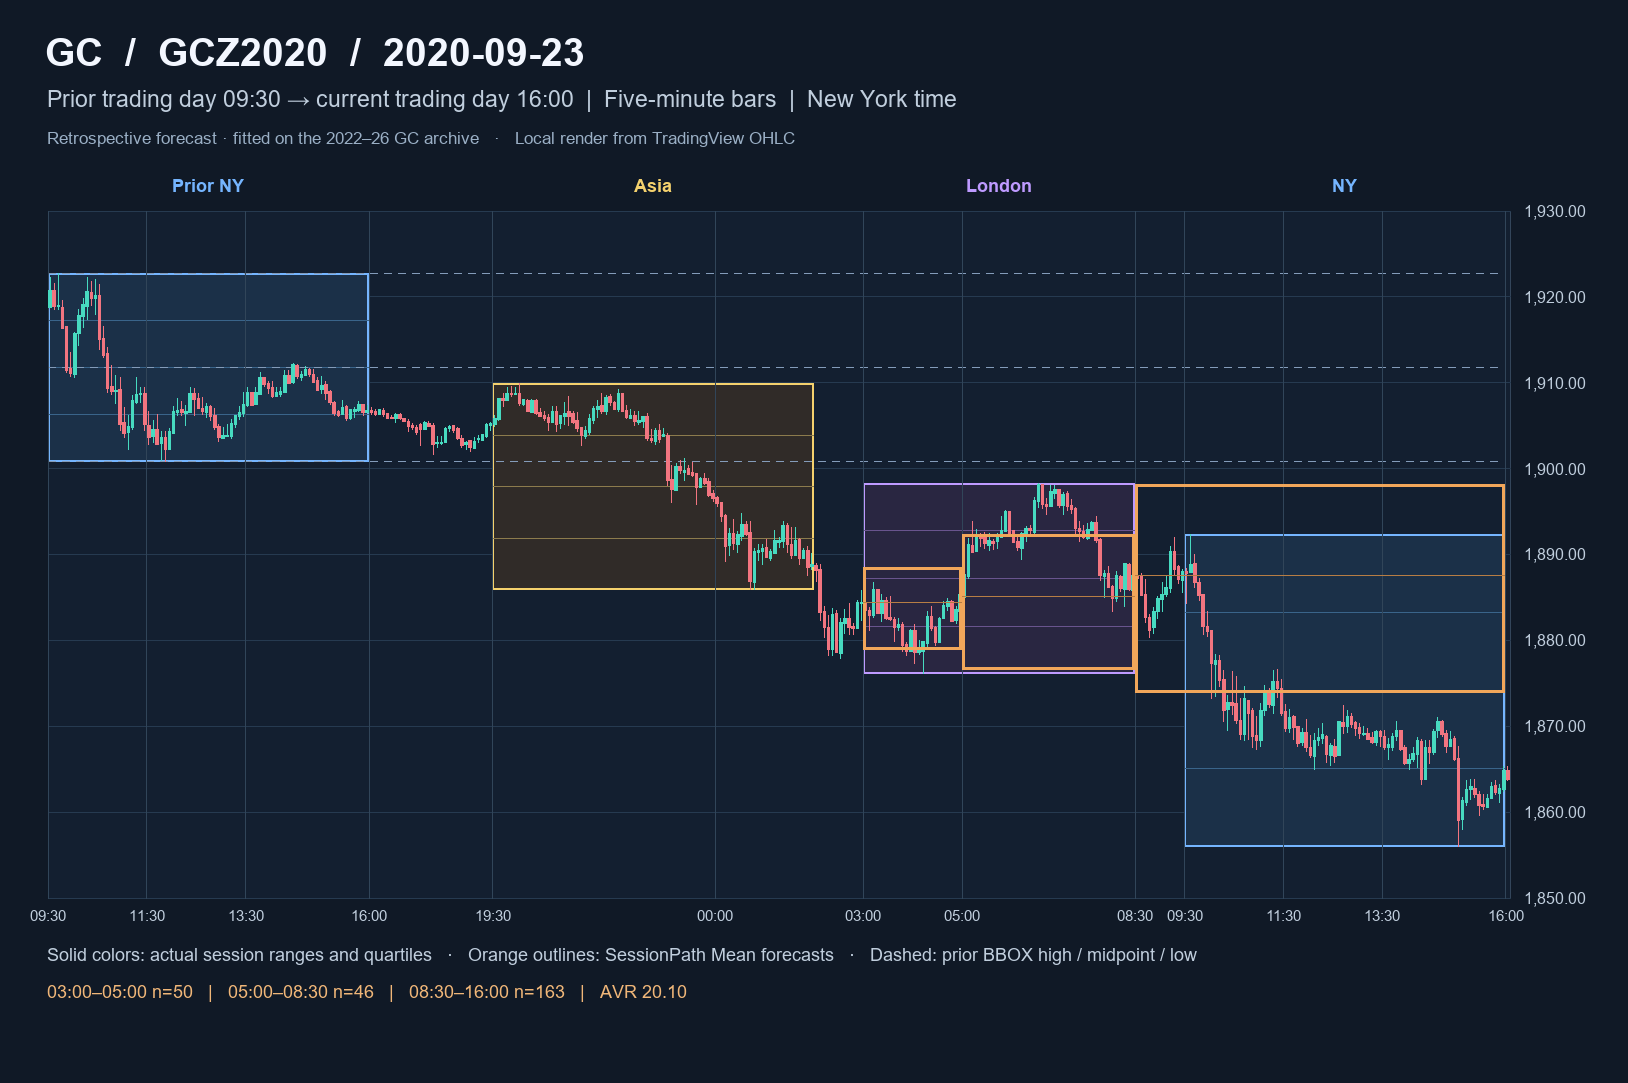 GC / GCZ2020 / 2020-09-23
Prior trading day 09:30 → current trading day 16:00 | Five-minute bars | New York time
Retrospective forecast · fitted on the 2022–26 GC archive · Local render from TradingView OHLC
Prior NY Asia London NY
1,930.00
1,920.00
1,910.00
1,900.00
1,890.00
1,880.00
1,870.00
1,860.00
1,850.00
09:30 11:30 13:30 16:00 19:30 00:00 03:00 05:00 08:30 09:30 11:30 13:30 16:00
Solid colors: actual session ranges and quartiles · Orange outlines: SessionPath Mean forecasts · Dashed: prior BBOX high / midpoint / low
03:00–05:00 n=50 | 05:00–08:30 n=46 | 08:30–16:00 n=163 | AVR 20.10